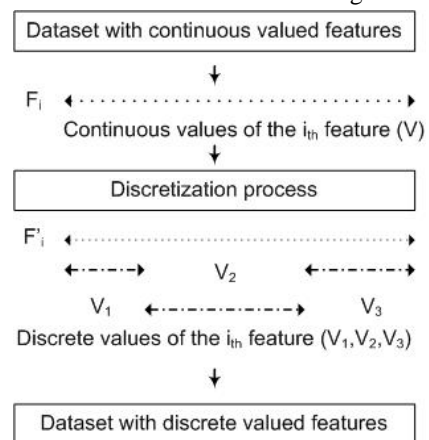 Dataset with continuous valued features
Fi
Continuous values of the ith feature (V)
Discretization process
F'i
V2
V1 V3
Discrete values of the ith feature (V1,V2,V3)
Dataset with discrete valued features